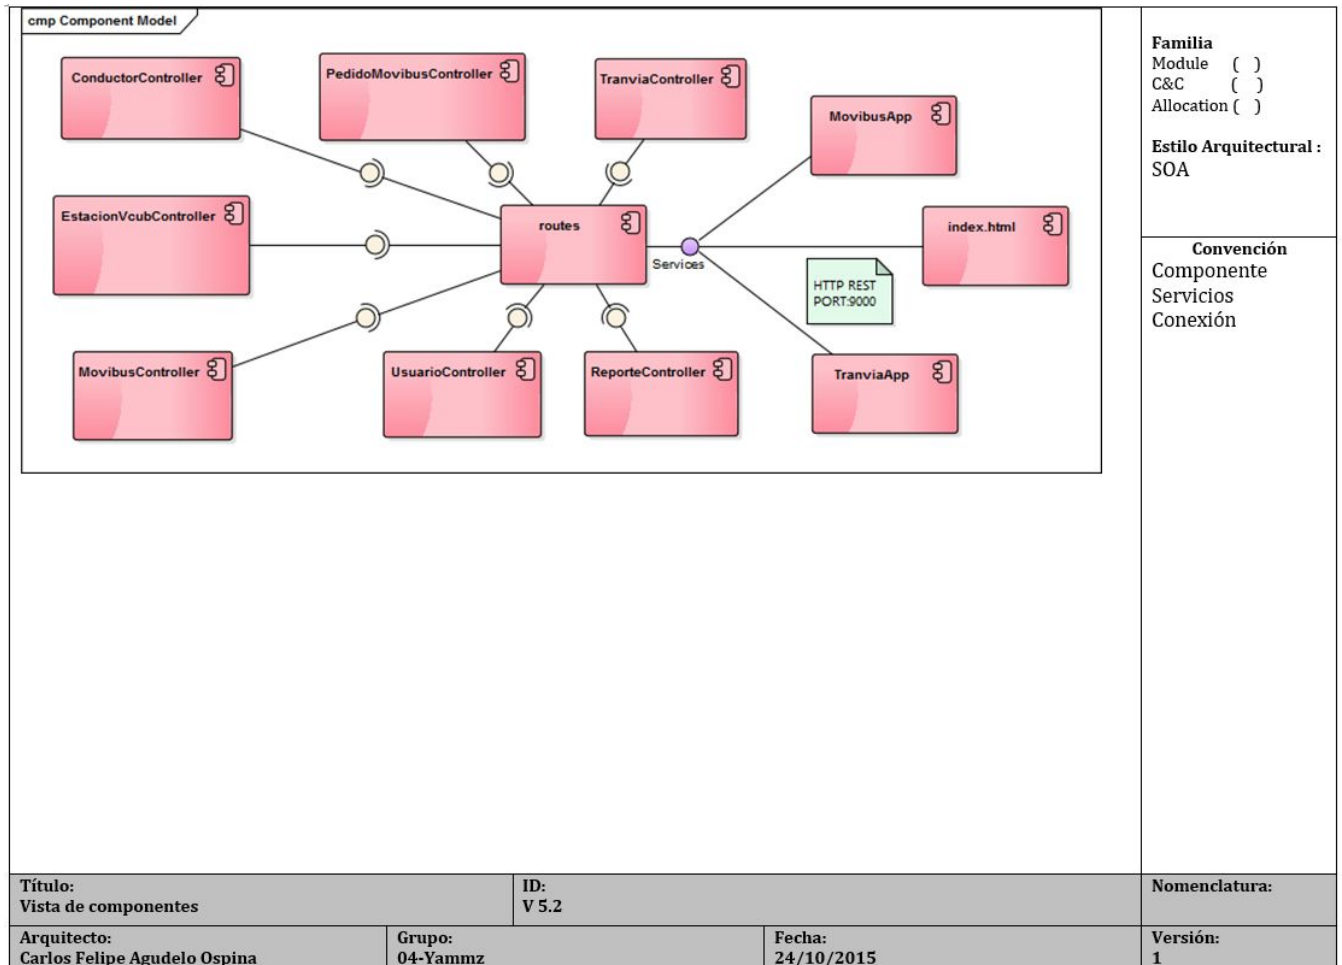 cmp Component Model
ConductorController
PedidoMovibusController
TranviaController
MovibusApp
EstacionVcubController
routes
index.html
Services
HTTP REST
PORT:9000
MovibusController
UsuarioController
ReporteController
TranviaApp
Familia
Module ( )
C&C ( )
Allocation ( )
Estilo Arquitectural :
SOA
Convención
Componente
Servicios
Conexión
Título:
Vista de componentes
ID:
V 5.2
Nomenclatura:
Arquitecto:
Carlos Felipe Agudelo Ospina
Grupo:
04-Yammz
Fecha:
24/10/2015
Versión:
1